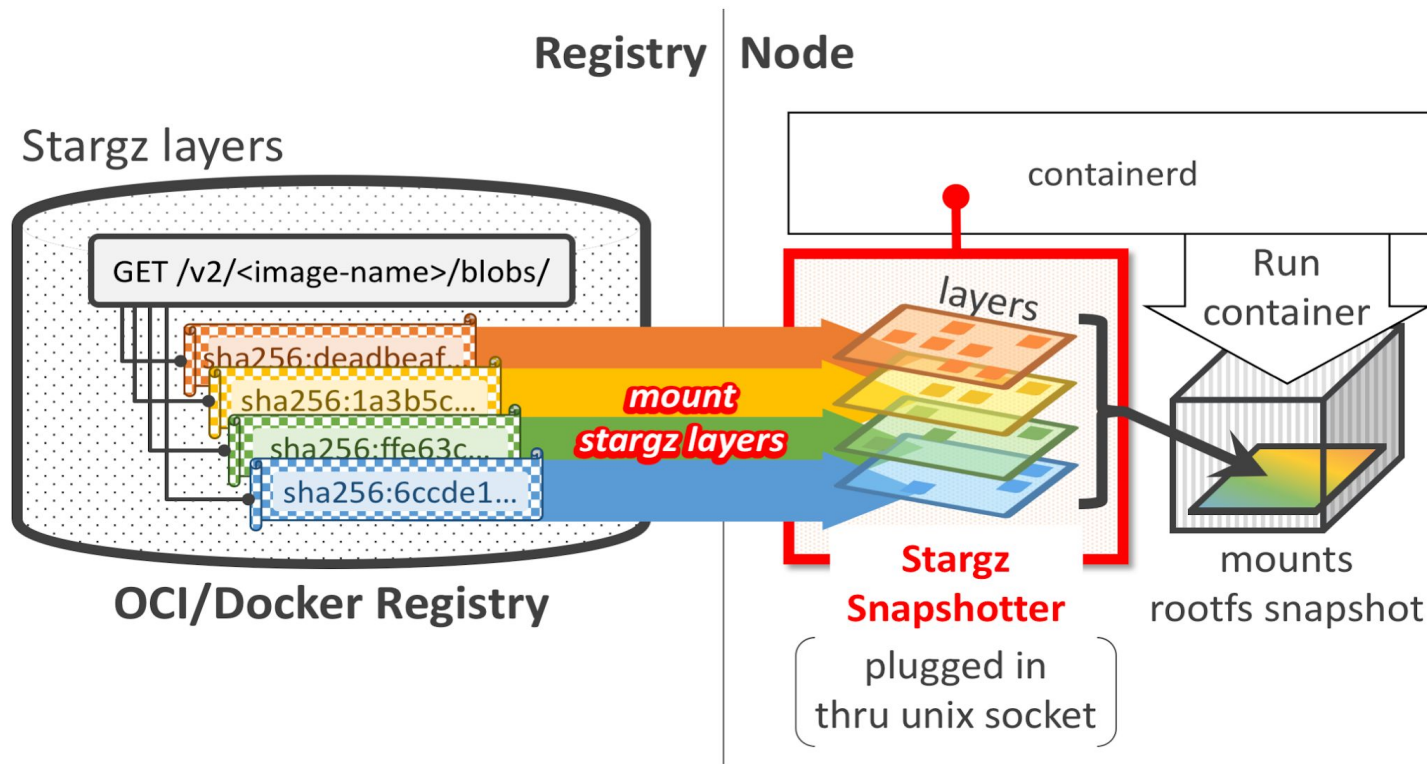 Registry
Node
Stargz layers
GET /v2/<image-name>/blobs/
sha256:deadbeaf...
sha256:1a3b5c...
sha256:ffe63c...
sha256:6ccde1...
OCI/Docker Registry
mount
stargz layers
containerd
layers
Run
container
Stargz
Snapshotter
plugged in
thru unix socket
mounts
rootfs snapshot